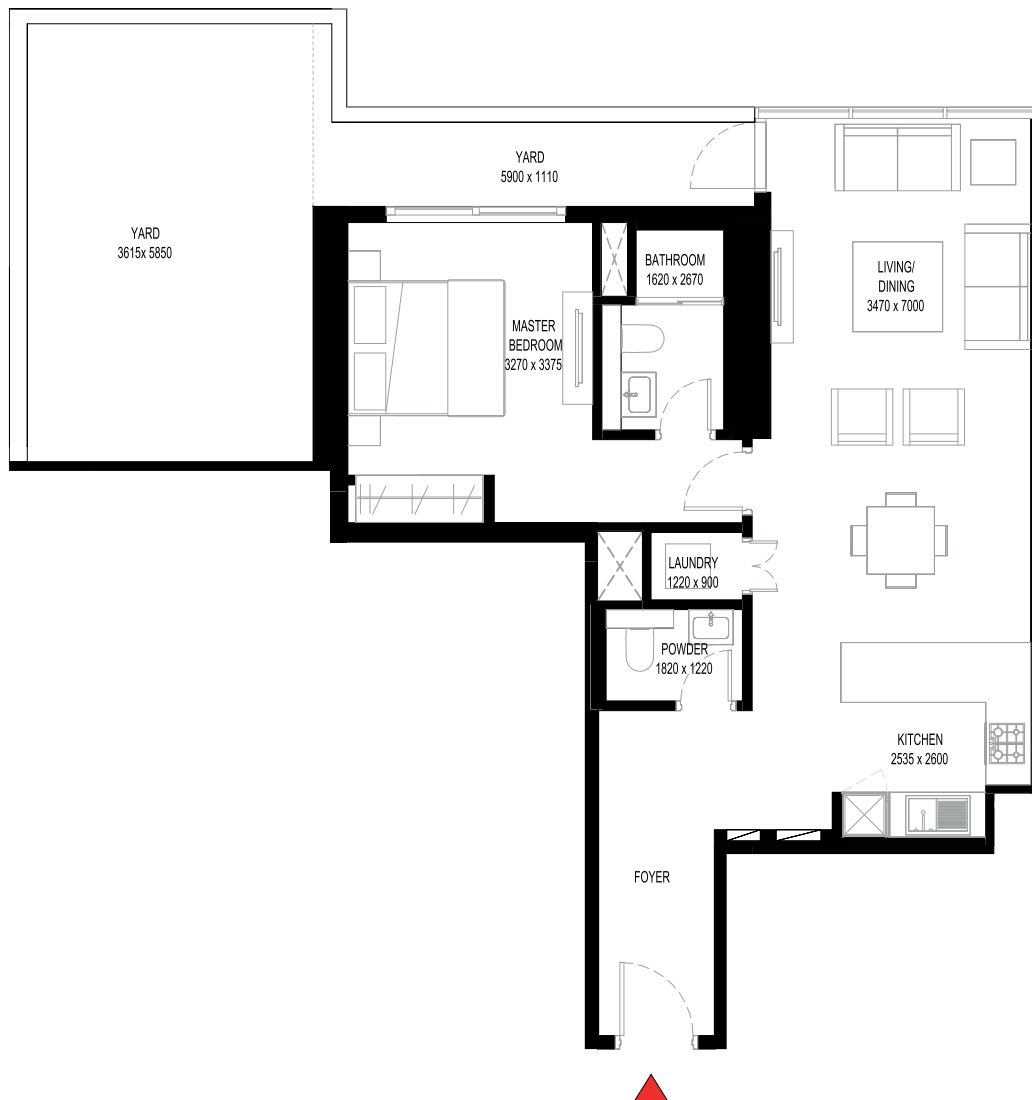 YARD
5900 x 1110
YARD
3615x 5850
BATHROOM
1620 x 2670
LIVING/
DINING
3470 x 7000
MASTER
BEDROOM
3270 x 3375
LAUNDRY
1220 x 900
POWDER
1820 x 1220
KITCHEN
2535 x 2600
FOYER